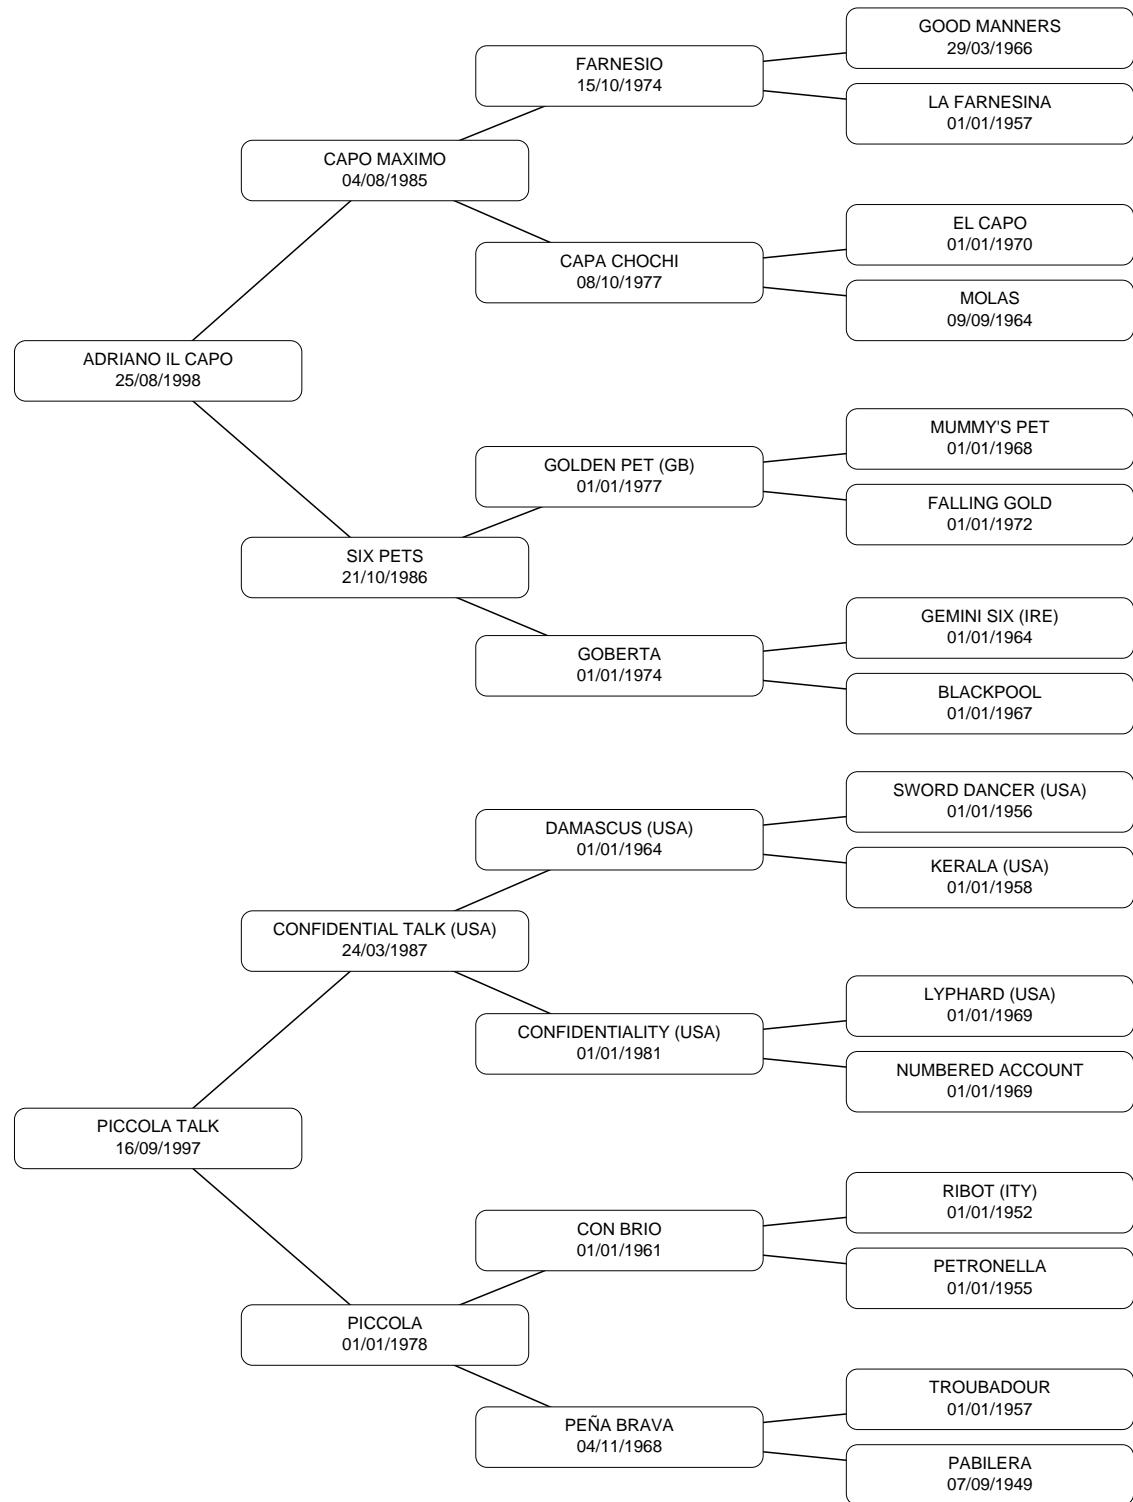 GOOD MANNERS
29/03/1966
FARNESIO
15/10/1974
LA FARNESINA
01/01/1957
CAPO MAXIMO
04/08/1985
EL CAPO
01/01/1970
CAPA CHOCHI
08/10/1977
MOLAS
09/09/1964
ADRIANO IL CAPO
25/08/1998
MUMMY'S PET
01/01/1968
GOLDEN PET (GB)
01/01/1977
FALLING GOLD
01/01/1972
SIX PETS
21/10/1986
GEMINI SIX (IRE)
01/01/1964
GOBERTA
01/01/1974
BLACKPOOL
01/01/1967
SWORD DANCER (USA)
01/01/1956
DAMASCUS (USA)
01/01/1964
KERALA (USA)
01/01/1958
CONFIDENTIAL TALK (USA)
24/03/1987
LYPHARD (USA)
01/01/1969
CONFIDENTIALITY (USA)
01/01/1981
NUMBERED ACCOUNT
01/01/1969
PICCOLA TALK
16/09/1997
RIBOT (ITY)
01/01/1952
CON BRIO
01/01/1961
PETRONELLA
01/01/1955
PICCOLA
01/01/1978
TROUBADOUR
01/01/1957
PEÑA BRAVA
04/11/1968
PABILERA
07/09/1949